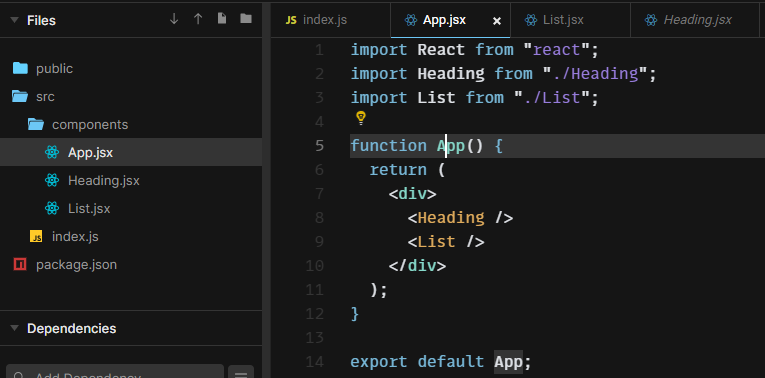 Files
public
src
components
App.jsx
Heading.jsx
List.jsx
JS index.js
package.json
Dependencies
Add Dependency
JS index.js App.jsx × List.jsx Heading.jsx
1 import React from "react";
2 import Heading from "./Heading";
3 import List from "./List";
4
5 function App() {
6   return (
7     <div>
8       <Heading />
9       <List />
10     </div>
11   );
12 }
13
14 export default App;